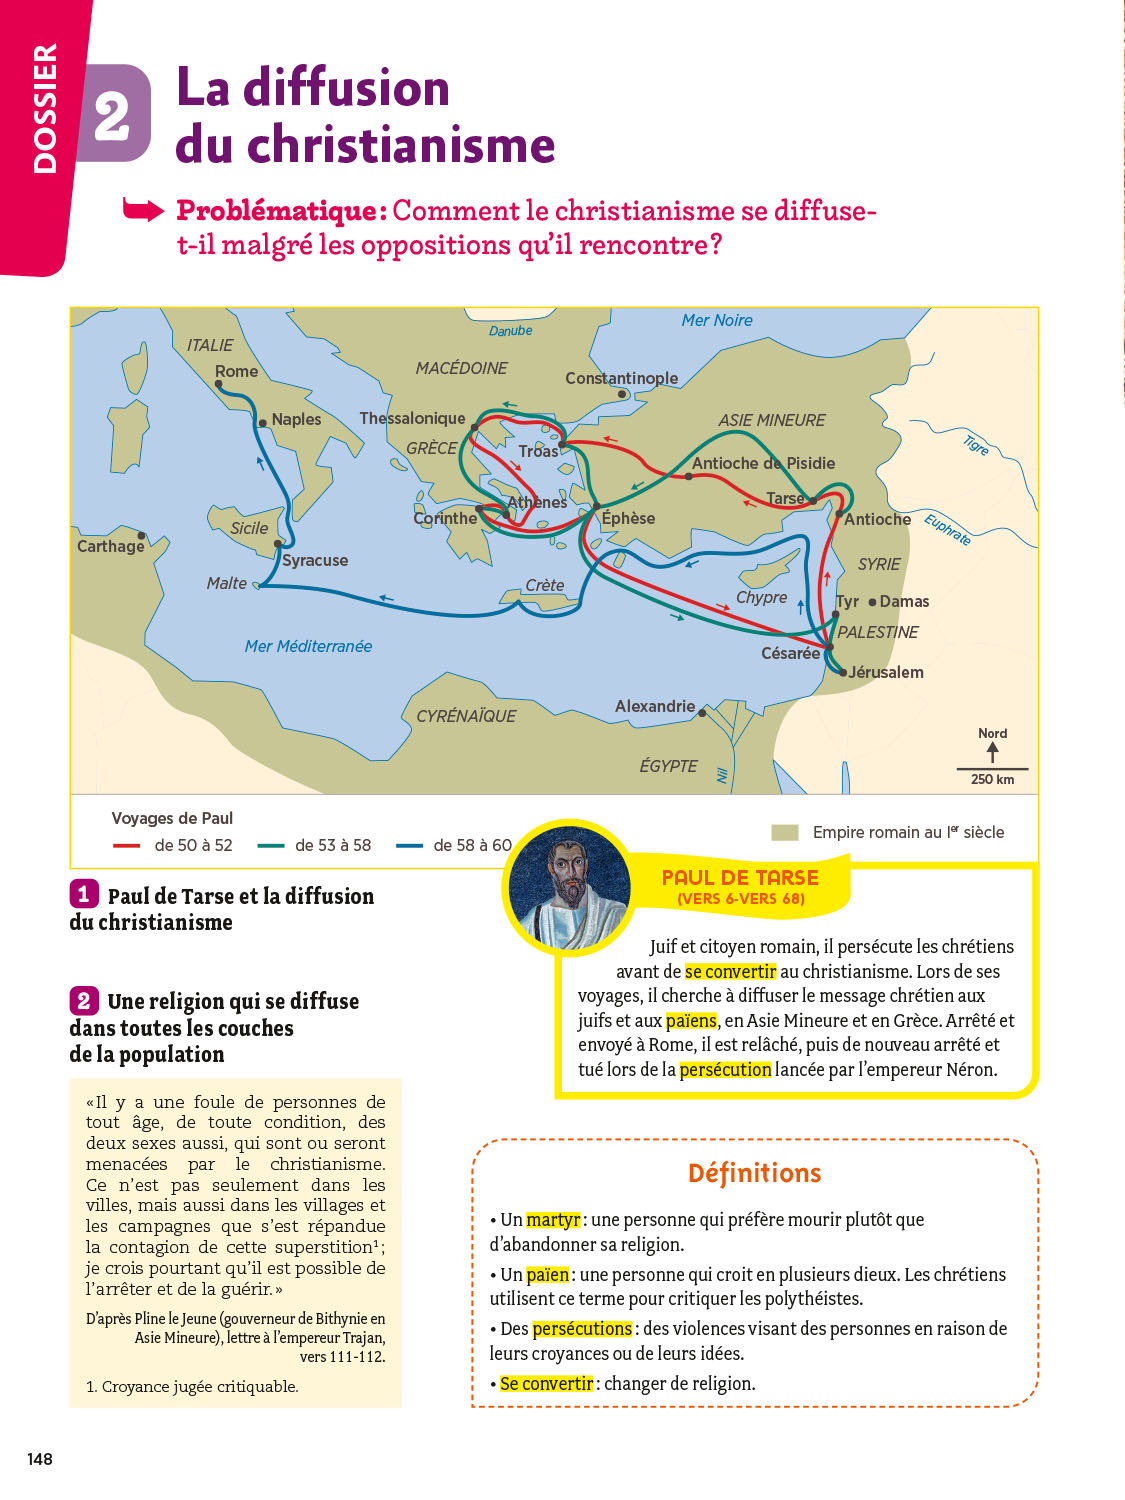 DOSSIER
2
La diffusion
du christianisme
Problématique : Comment le christianisme se diffuse-
t-il malgré les oppositions qu’il rencontre ?
Mer Noire
Danube
ITALIE
Rome
MACÉDOINE
Constantinople
Naples
Thessalonique
ASIE MINEURE
GRÈCE
Troas
Tigre
Antioche de Pisidie
Athènes
Tarse
Corinthe
Éphèse
Antioche
Euphrate
Sicile
Carthage
Syracuse
SYRIE
Malte
Crète
Chypre
Tyr
Damas
PALESTINE
Mer Méditerranée
Césarée
Jérusalem
Alexandrie
CYRÉNAÏQUE
Nord
ÉGYPTE
Nil
250 km
Voyages de Paul
de 50 à 52
de 53 à 58
de 58 à 60
Empire romain au Ier siècle
1 Paul de Tarse et la diffusion
du christianisme
PAUL DE TARSE
(VERS 6-VERS 68)
Juif et citoyen romain, il persécute les chrétiens
avant de se convertir au christianisme. Lors de ses
voyages, il cherche à diffuser le message chrétien aux
juifs et aux païens, en Asie Mineure et en Grèce. Arrêté et
envoyé à Rome, il est relâché, puis de nouveau arrêté et
tué lors de la persécution lancée par l’empereur Néron.
2 Une religion qui se diffuse
dans toutes les couches
de la population
« Il y a une foule de personnes de
tout âge, de toute condition, des
deux sexes aussi, qui sont ou seront
menacées par le christianisme.
Ce n’est pas seulement dans les
villes, mais aussi dans les villages et
les campagnes que s’est répandue
la contagion de cette superstition1 ;
je crois pourtant qu’il est possible de
l’arrêter et de la guérir. »
D’après Pline le Jeune (gouverneur de Bithynie en
Asie Mineure), lettre à l’empereur Trajan,
vers 111-112.
1. Croyance jugée critiquable.
Définitions
• Un martyr : une personne qui préfère mourir plutôt que
d’abandonner sa religion.
• Un païen : une personne qui croit en plusieurs dieux. Les chrétiens
utilisent ce terme pour critiquer les polythéistes.
• Des persécutions : des violences visant des personnes en raison de
leurs croyances ou de leurs idées.
• Se convertir : changer de religion.
148